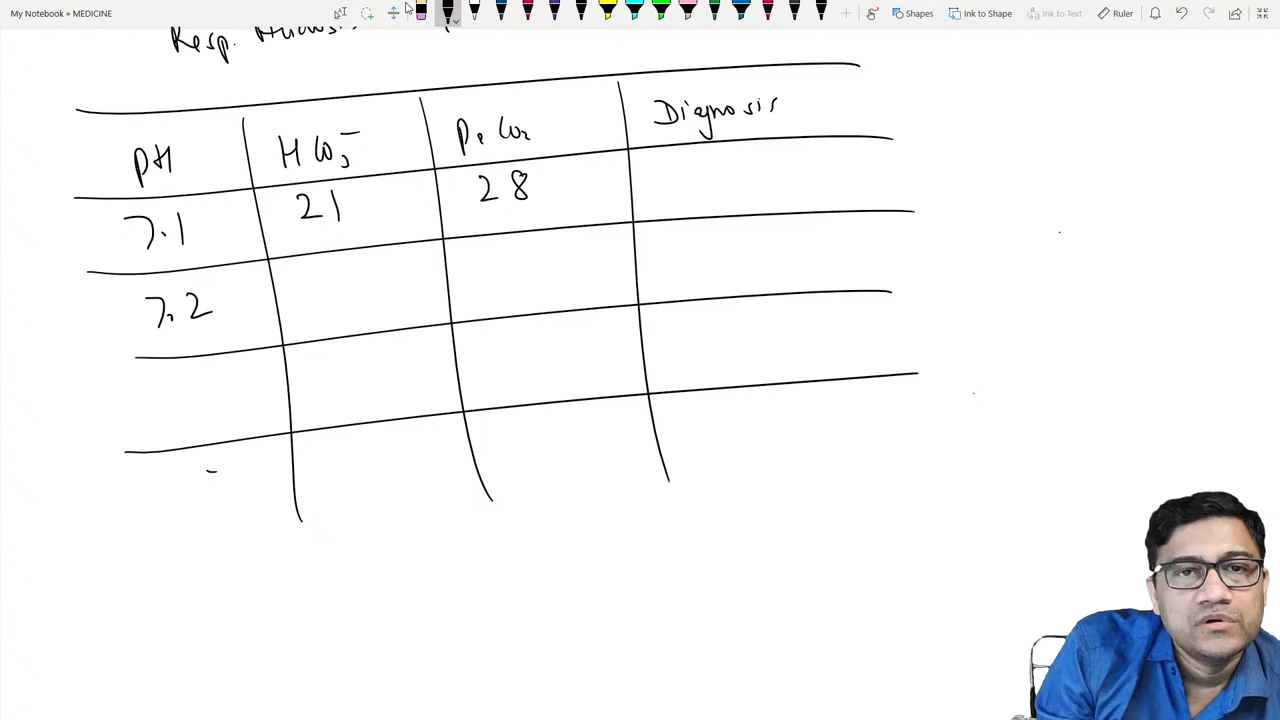 My Notebook » MEDICINE
Shapes Ink to Shape Ink to Text Ruler
Resp.
PH HCO3⁻ PCO2 Diagnosis
7.1 21 28
7.2